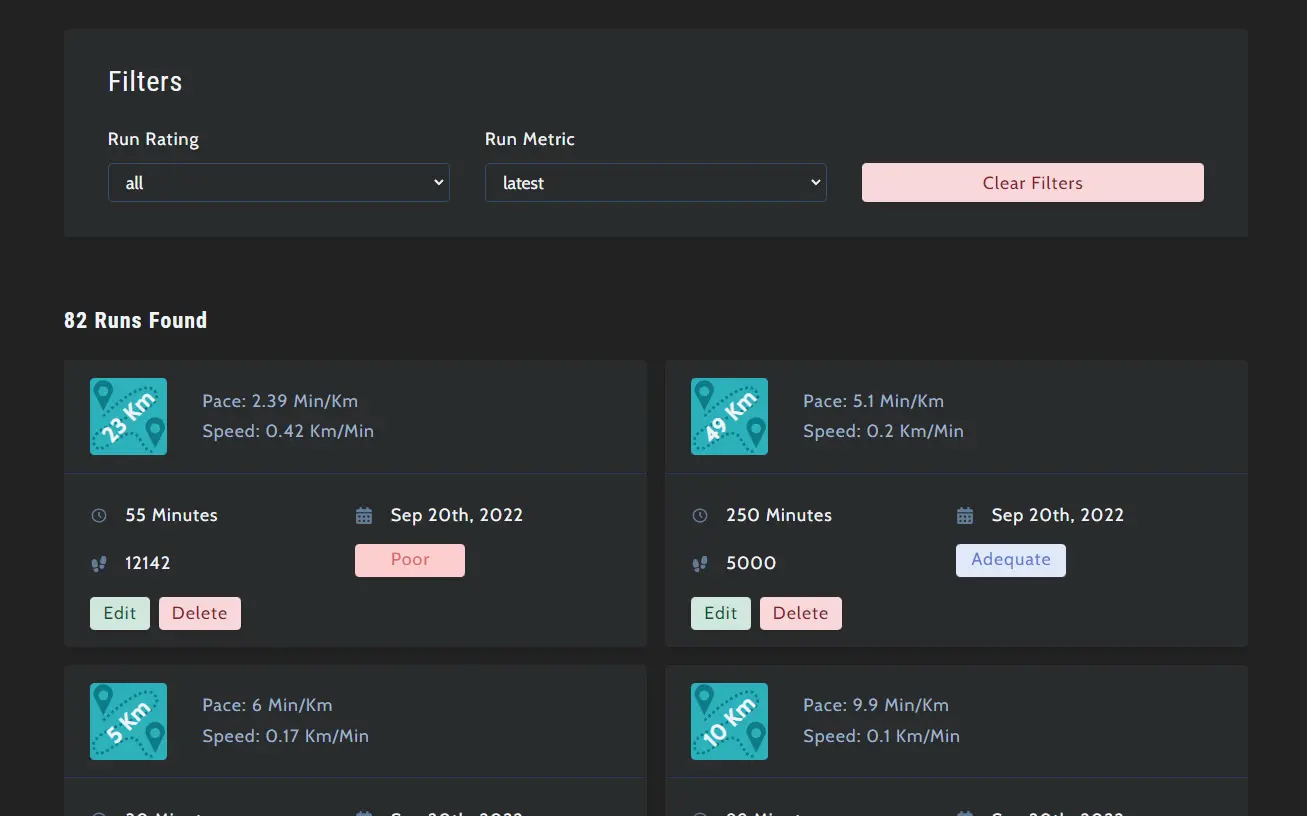 Filters
Run Rating
Run Metric
all
latest
Clear Filters
82 Runs Found
23 Km
Pace: 2.39 Min/Km
Speed: 0.42 Km/Min
55 Minutes
Sep 20th, 2022
12142
Poor
Edit
Delete
49 Km
Pace: 5.1 Min/Km
Speed: 0.2 Km/Min
250 Minutes
Sep 20th, 2022
5000
Adequate
Edit
Delete
5 Km
Pace: 6 Min/Km
Speed: 0.17 Km/Min
10 Km
Pace: 9.9 Min/Km
Speed: 0.1 Km/Min